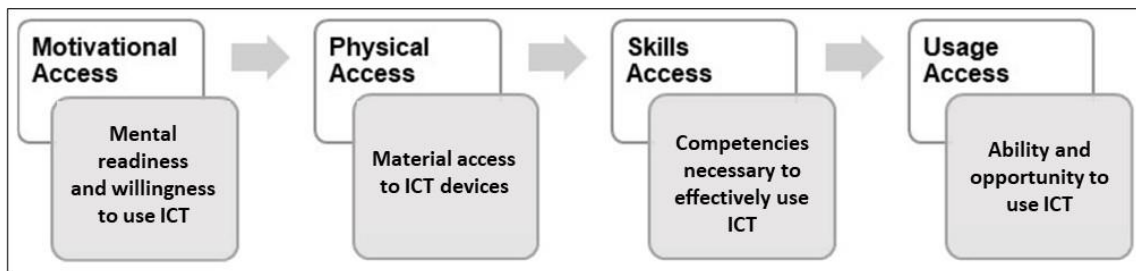 Motivational
Access
Mental
readiness
and willingness
to use ICT
Physical
Access
Material access
to ICT devices
Skills
Access
Competencies
necessary to
effectively use
ICT
Usage
Access
Ability and
opportunity to
use ICT